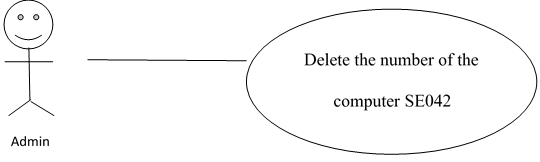 Delete the number of the
computer SE042
Admin